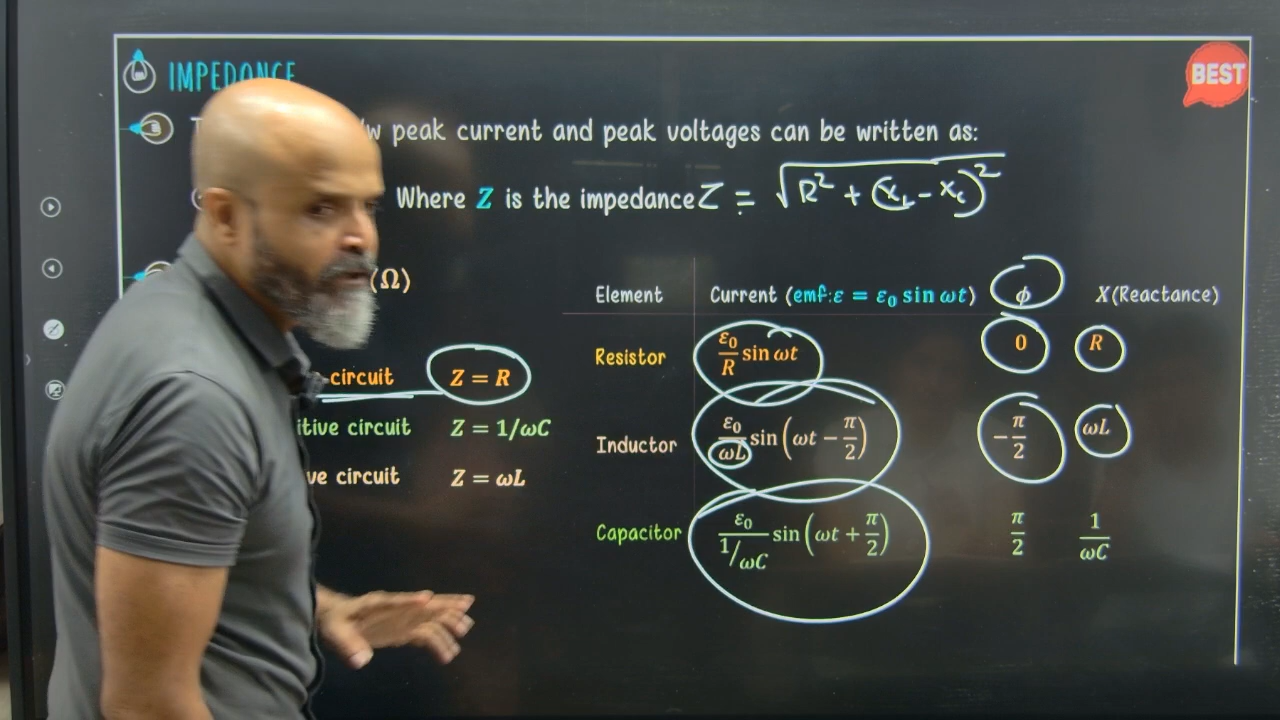 IMPEDANCE
BEST
peak current and peak voltages can be written as:
Where Z is the impedance Z = √R² + (X_L - X_C)²
(Ω)
Element Current (emf: ε = ε₀ sin ωt) ϕ X(Reactance)
Resistor ε₀/R sin ωt 0 R
circuit Z = R
itive circuit Z = 1/ωC
Inductor ε₀/ωL sin(ωt − π/2) −π/2 ωL
ve circuit Z = ωL
Capacitor ε₀/1/ωC sin(ωt + π/2) π/2 1/ωC